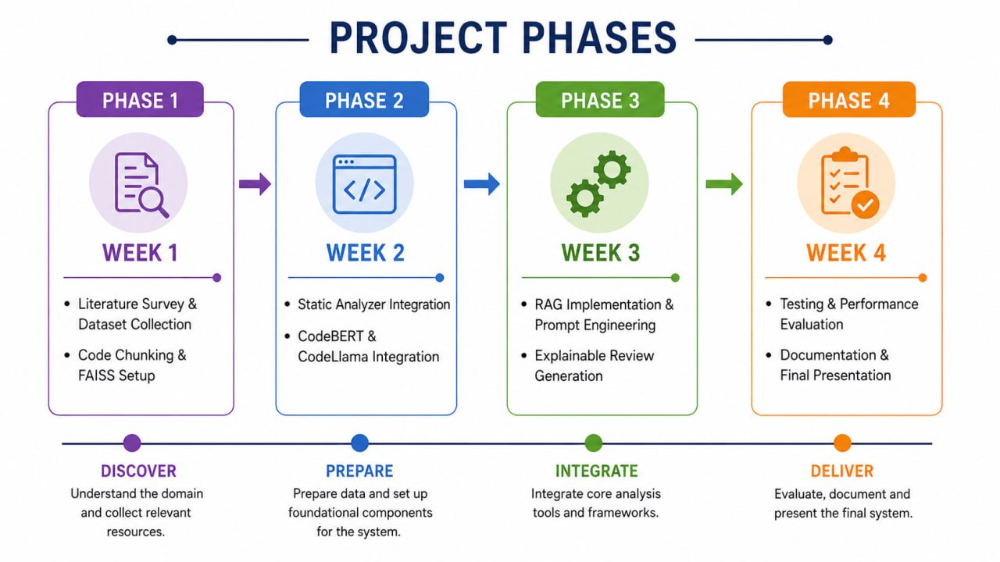 PROJECT PHASES
PHASE 1
WEEK 1
• Literature Survey &
Dataset Collection
• Code Chunking &
FAISS Setup
PHASE 2
WEEK 2
• Static Analyzer Integration
• CodeBERT &
CodeLlama Integration
PHASE 3
WEEK 3
• RAG Implementation &
Prompt Engineering
• Explainable Review
Generation
PHASE 4
WEEK 4
• Testing & Performance
Evaluation
• Documentation &
Final Presentation
DISCOVER
Understand the domain
and collect relevant
resources.
PREPARE
Prepare data and set up
foundational components
for the system.
INTEGRATE
Integrate core analysis
tools and frameworks.
DELIVER
Evaluate, document and
present the final system.